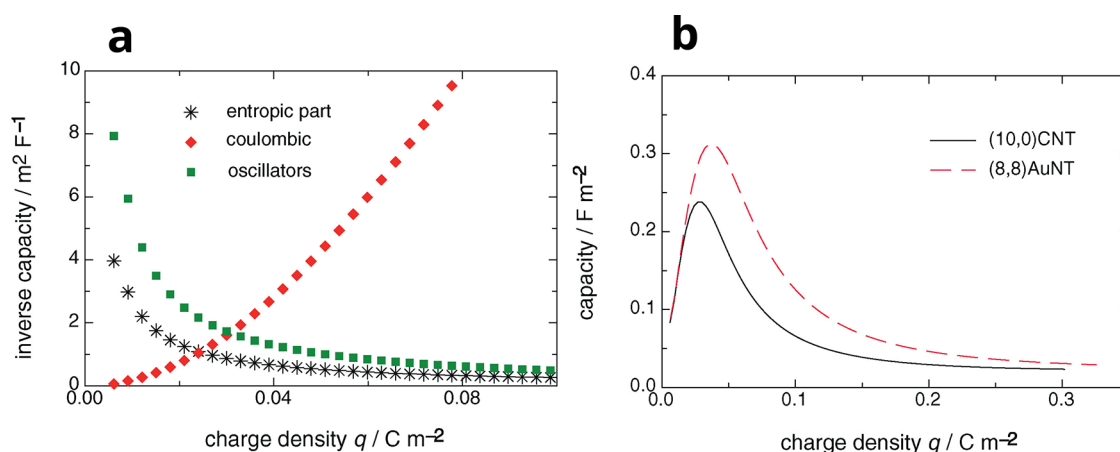 a
inverse capacity / m² F⁻¹
10
8
6
4
2
0
entropic part
coulombic
oscillators
0.00
0.04
0.08
charge density q / C m⁻²
b
capacity / F m⁻²
0.4
0.3
0.2
0.1
0.0
(10,0)CNT
(8,8)AuNT
0.0
0.1
0.2
0.3
charge density q / C m⁻²